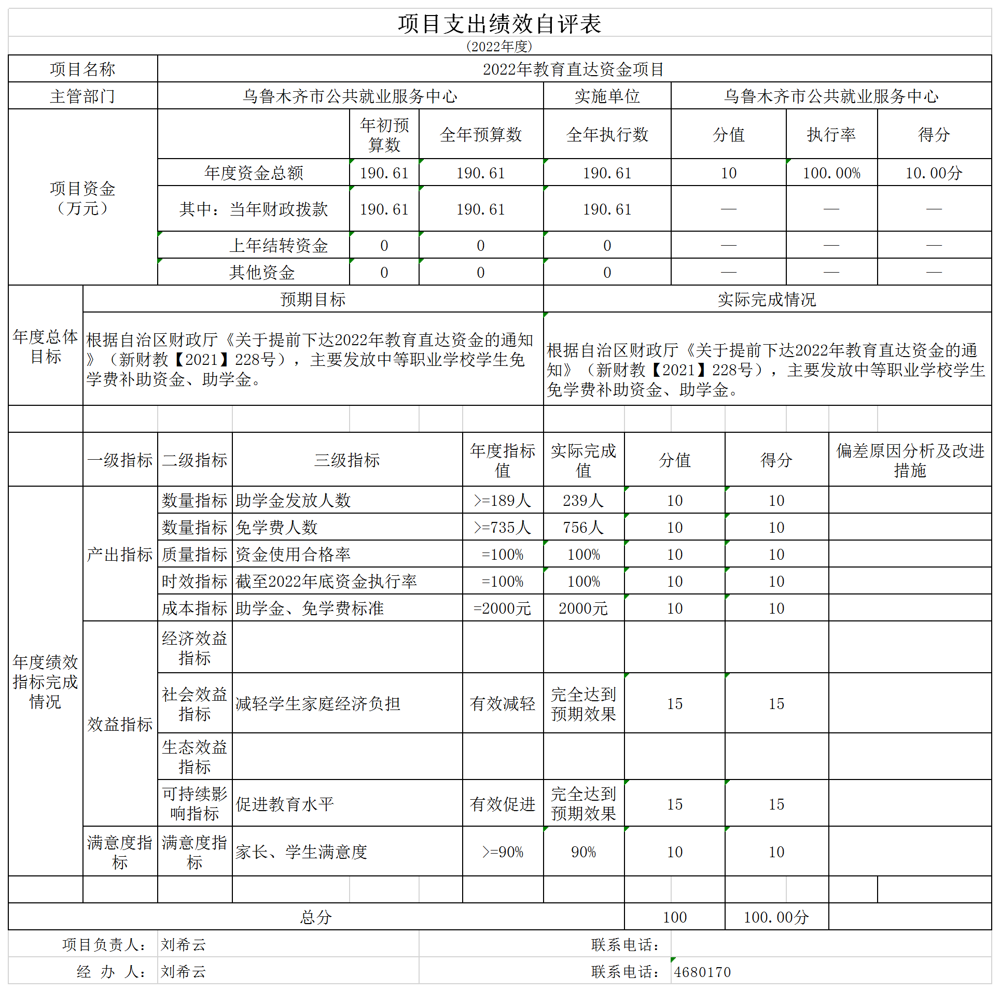 项目支出绩效自评表
(2022年度)
项目名称 2022年教育直达资金项目
主管部门 乌鲁木齐市公共就业服务中心 实施单位 乌鲁木齐市公共就业服务中心
项目资金
（万元）
年初预
算数 全年预算数 全年执行数 分值 执行率 得分
年度资金总额 190.61 190.61 190.61 10 100.00% 10.00分
其中：当年财政拨款 190.61 190.61 190.61 — — —
上年结转资金 0 0 0 — — —
其他资金 0 0 0 — — —
年度总体
目标
预期目标 实际完成情况
根据自治区财政厅《关于提前下达2022年教育直达资金的通知
》（新财教【2021】228号），主要发放中等职业学校学生免
学费补助资金、助学金。
根据自治区财政厅《关于提前下达2022年教育直达资金的通
知》（新财教【2021】228号），主要发放中等职业学校学生
免学费补助资金、助学金。
一级指标 二级指标 三级指标 年度指标
值 实际完成
值 分值 得分 偏差原因分析及改进
措施
年度绩效
指标完成
情况
产出指标
数量指标 助学金发放人数 >=189人 239人 10 10
数量指标 免学费人数 >=735人 756人 10 10
质量指标 资金使用合格率 =100% 100% 10 10
时效指标 截至2022年底资金执行率 =100% 100% 10 10
成本指标 助学金、免学费标准 =2000元 2000元 10 10
效益指标
经济效益
指标
社会效益
指标 减轻学生家庭经济负担 有效减轻 完全达到
预期效果 15 15
生态效益
指标
可持续影
响指标 促进教育水平 有效促进 完全达到
预期效果 15 15
满意度指
标 满意度指
标 家长、学生满意度 >=90% 90% 10 10
总分 100 100.00分
项目负责人： 刘希云 联系电话：
经 办 人： 刘希云 联系电话： 4680170